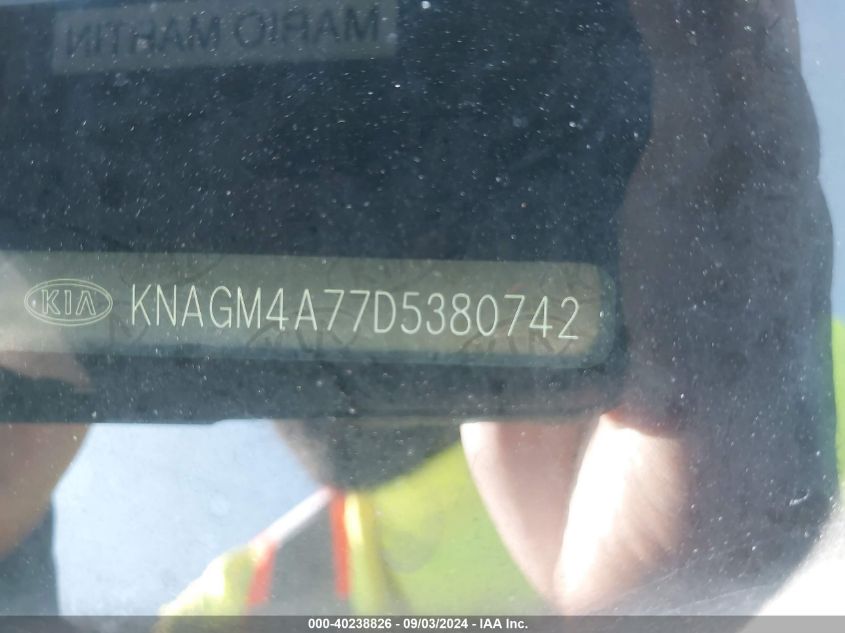 MARIO MARTIN
KIA KNAGM4A77D5380742
000-40238826 - 09/03/2024 - IAA Inc.